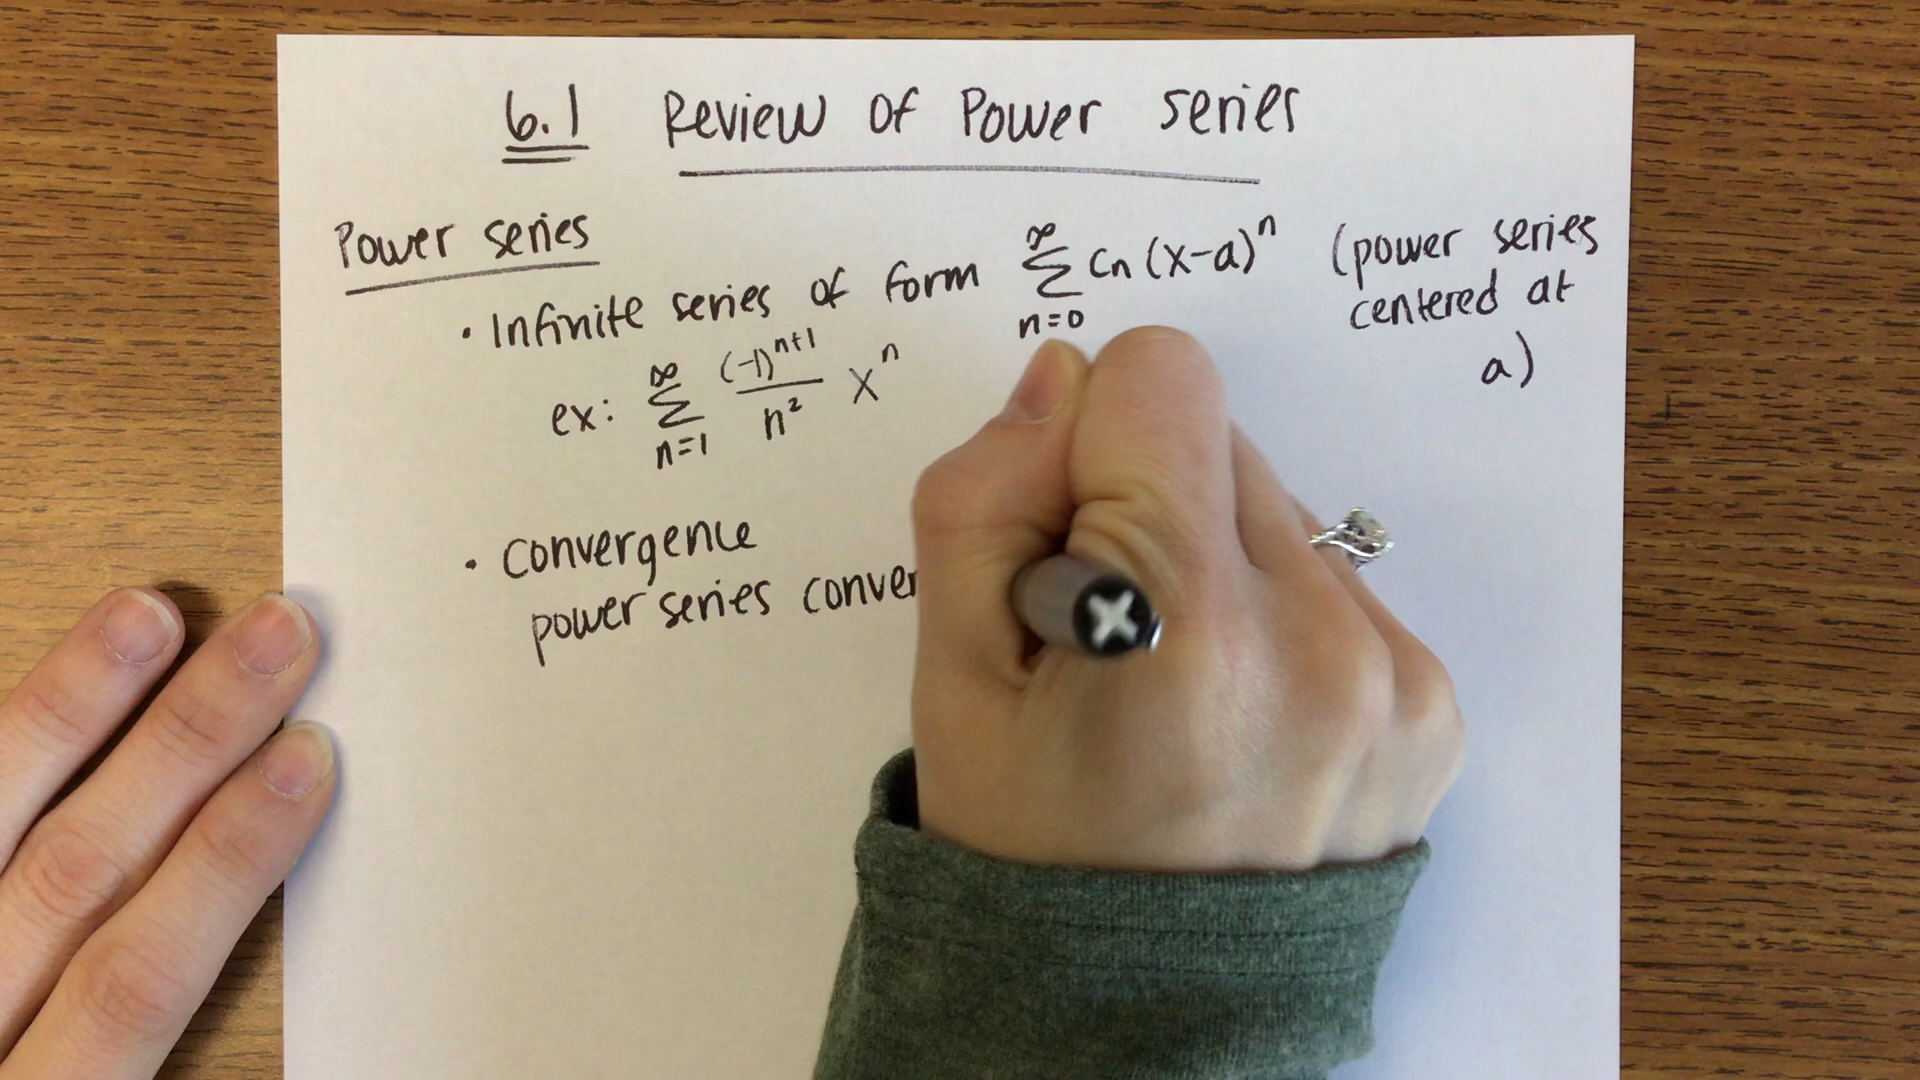 6.1 Review of Power series
Power series
• Infinite series of form ∞ Σ n=0 Cn (x-a)^n (power series centered at a)
ex: ∞ Σ n=1 (-1)^n+1 / n² x^n
• Convergence
power series conver